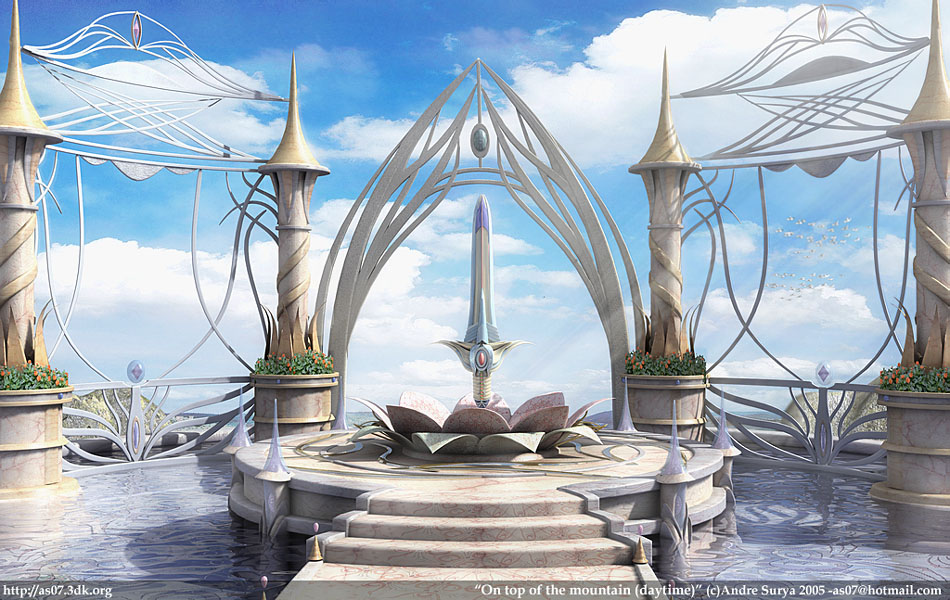 http://as07.3dk.org
“On top of the mountain (daytime)” (c)Andre Surya 2005 -as07@hotmail.com